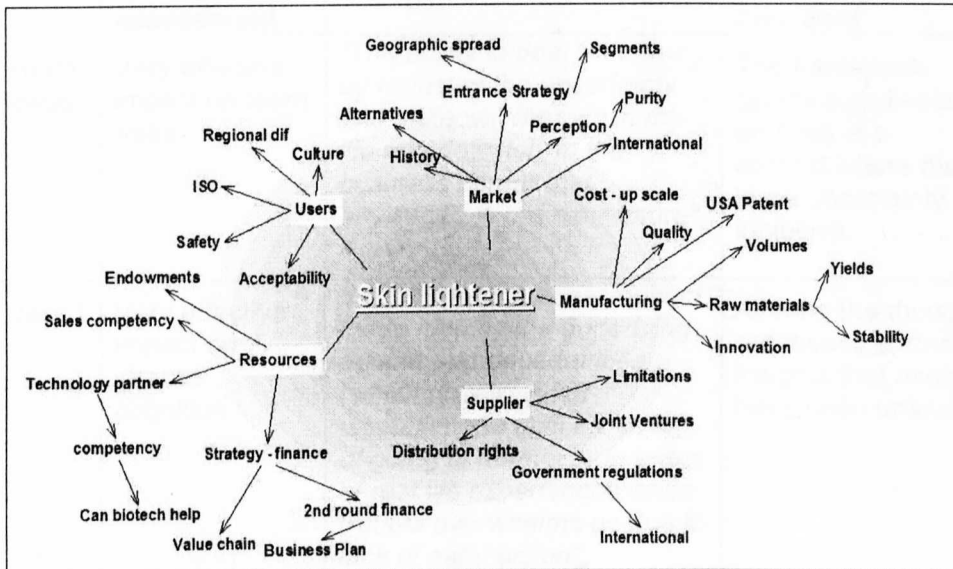 Geographic spread
Segments
Entrance Strategy
Purity
Alternatives
Perception
Regional dif
Culture
History
International
ISO
Market
Cost - up scale
USA Patent
Users
Quality
Volumes
Safety
Acceptability
Yields
Endowments
Skin lightener
Manufacturing
Raw materials
Sales competency
Stability
Resources
Innovation
Technology partner
Limitations
Supplier
Joint Ventures
competency
Strategy - finance
Distribution rights
Government regulations
Can biotech help
2nd round finance
Value chain
Business Plan
International